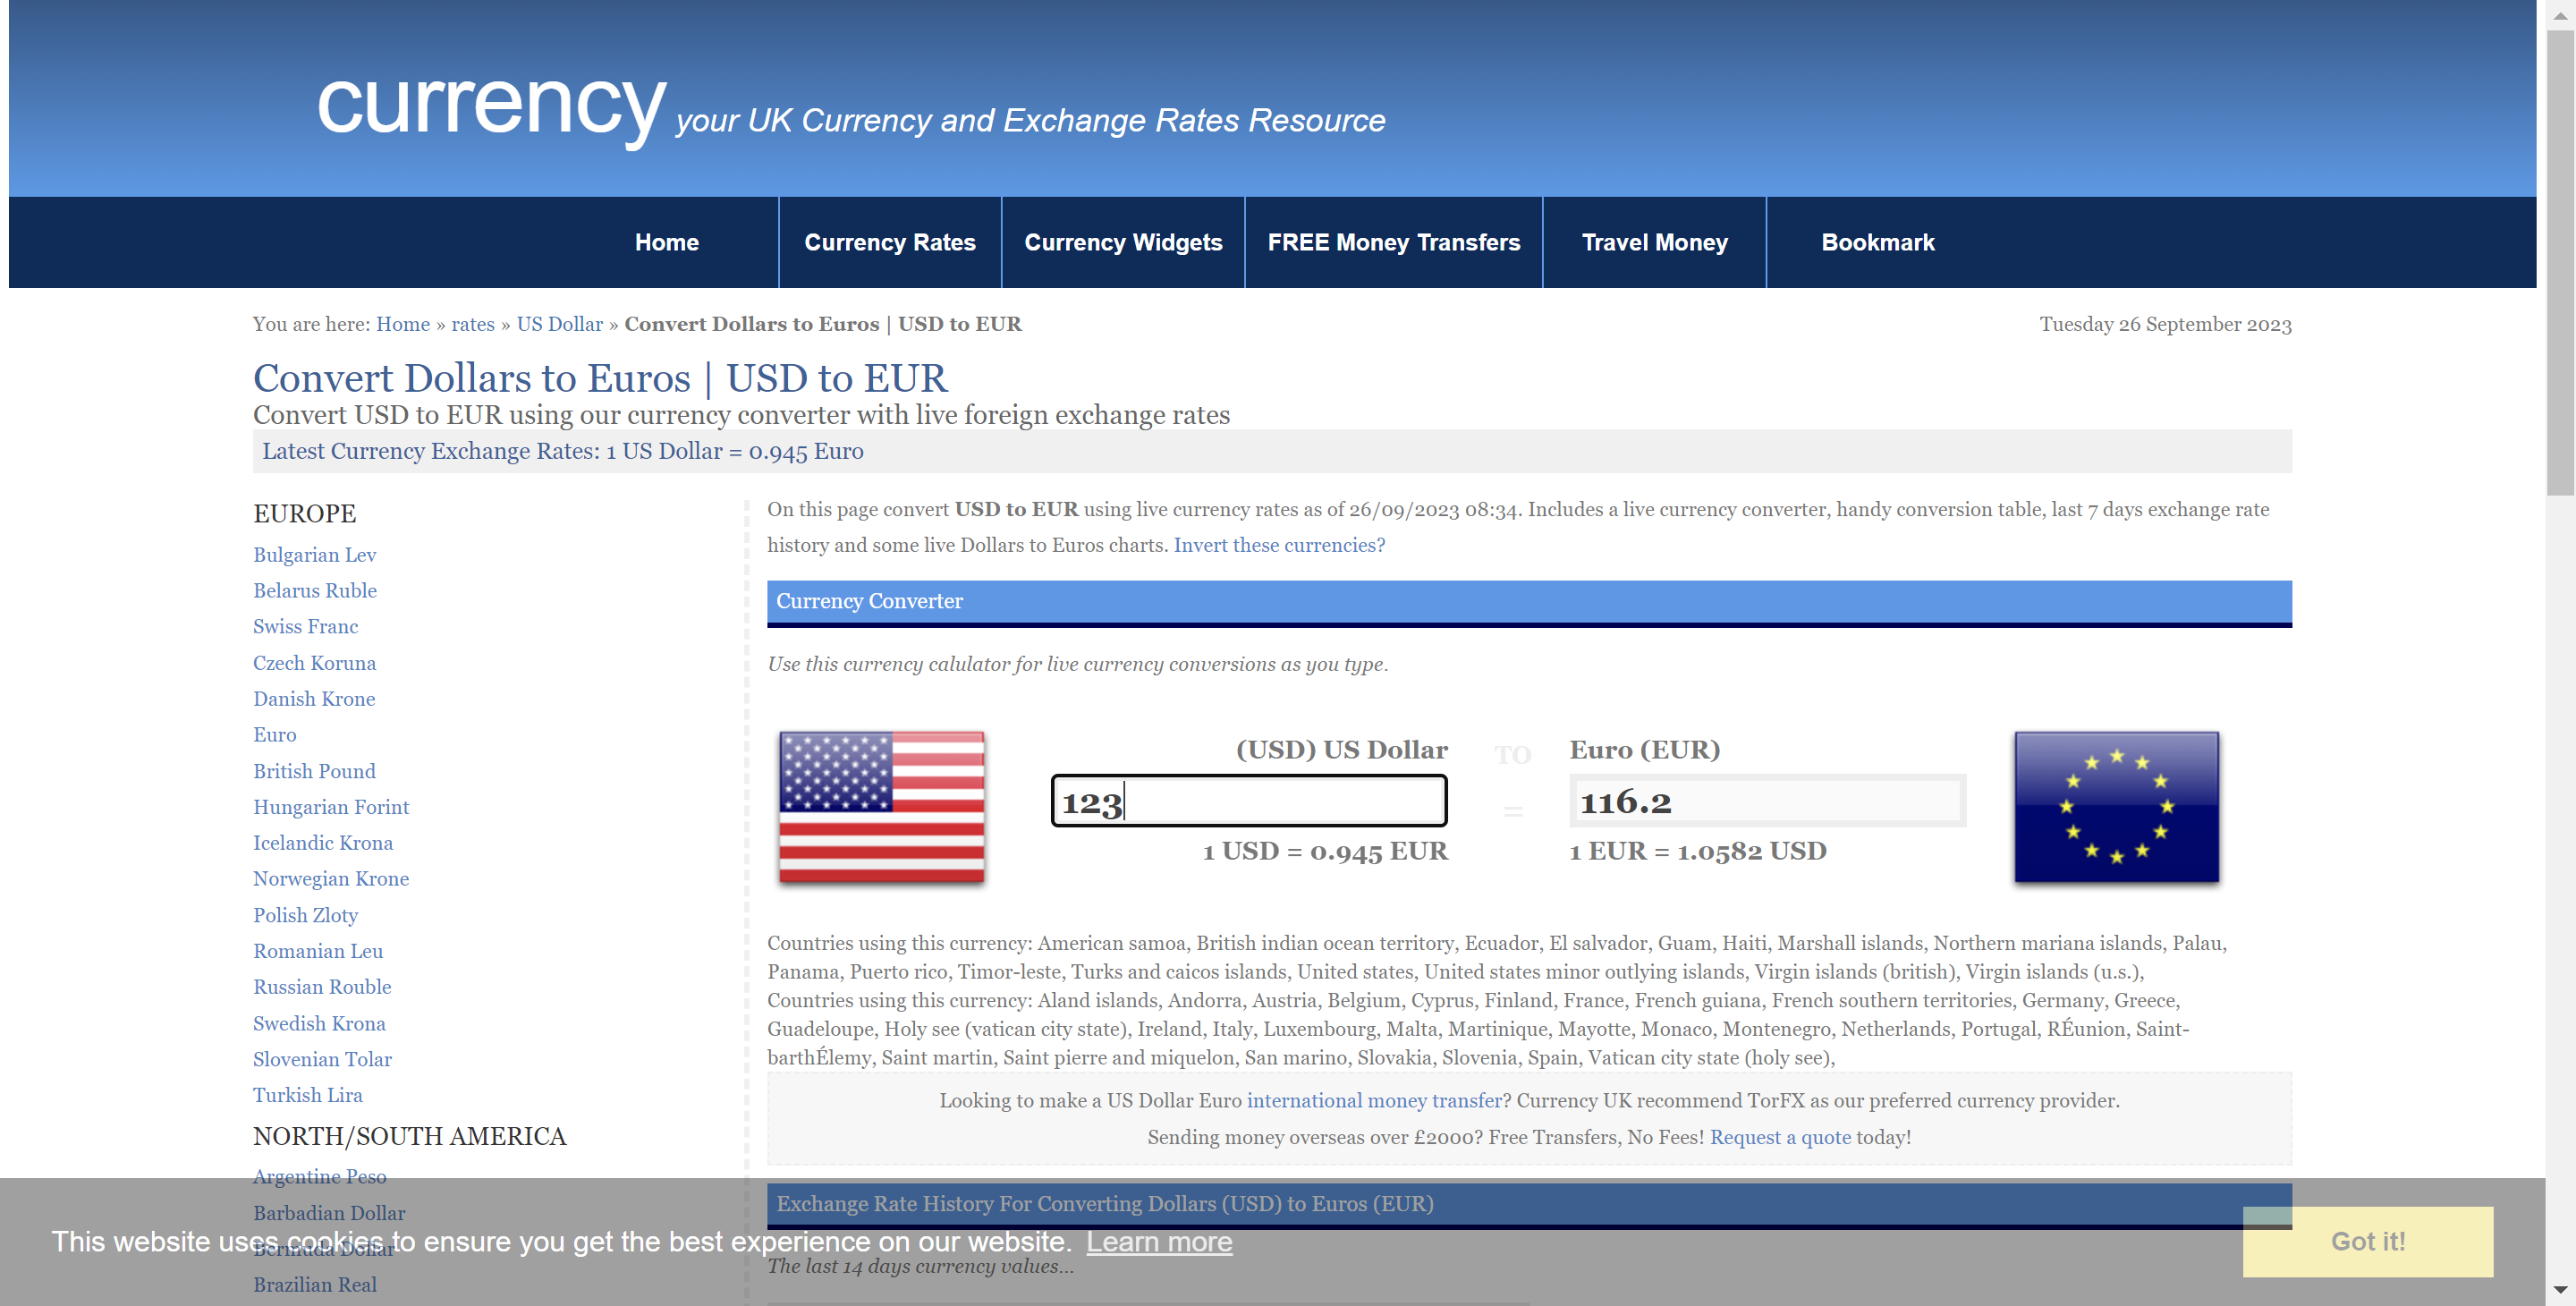 currency your UK Currency and Exchange Rates Resource
Home Currency Rates Currency Widgets FREE Money Transfers Travel Money Bookmark
You are here: Home » rates » US Dollar » Convert Dollars to Euros | USD to EUR
Tuesday 26 September 2023
Convert Dollars to Euros | USD to EUR
Convert USD to EUR using our currency converter with live foreign exchange rates
Latest Currency Exchange Rates: 1 US Dollar = 0.945 Euro
EUROPE
Bulgarian Lev
Belarus Ruble
Swiss Franc
Czech Koruna
Danish Krone
Euro
British Pound
Hungarian Forint
Icelandic Krona
Norwegian Krone
Polish Zloty
Romanian Leu
Russian Rouble
Swedish Krona
Slovenian Tolar
Turkish Lira
NORTH/SOUTH AMERICA
Argentine Peso
Barbadian Dollar
Bermuda Dollar
Brazilian Real
On this page convert USD to EUR using live currency rates as of 26/09/2023 08:34. Includes a live currency converter, handy conversion table, last 7 days exchange rate
history and some live Dollars to Euros charts. Invert these currencies?
Currency Converter
Use this currency calulator for live currency conversions as you type.
(USD) US Dollar TO Euro (EUR)
123 = 116.2
1 USD = 0.945 EUR 1 EUR = 1.0582 USD
Countries using this currency: American samoa, British indian ocean territory, Ecuador, El salvador, Guam, Haiti, Marshall islands, Northern mariana islands, Palau,
Panama, Puerto rico, Timor-leste, Turks and caicos islands, United states, United states minor outlying islands, Virgin islands (british), Virgin islands (u.s.),
Countries using this currency: Aland islands, Andorra, Austria, Belgium, Cyprus, Finland, France, French guiana, French southern territories, Germany, Greece,
Guadeloupe, Holy see (vatican city state), Ireland, Italy, Luxembourg, Malta, Martinique, Mayotte, Monaco, Montenegro, Netherlands, Portugal, RÉunion, Saint-
barthÉlemy, Saint martin, Saint pierre and miquelon, San marino, Slovakia, Slovenia, Spain, Vatican city state (holy see),
Looking to make a US Dollar Euro international money transfer? Currency UK recommend TorFX as our preferred currency provider.
Sending money overseas over £2000? Free Transfers, No Fees! Request a quote today!
Exchange Rate History For Converting Dollars (USD) to Euros (EUR)
The last 14 days currency values...
This website uses cookies to ensure you get the best experience on our website. Learn more
Got it!